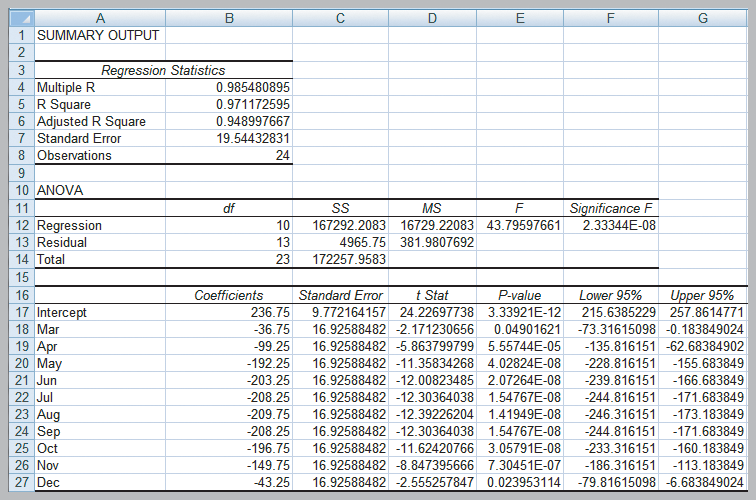 A B C D E F G
1 SUMMARY OUTPUT
2
3 Regression Statistics
4 Multiple R 0.985480895
5 R Square 0.971172595
6 Adjusted R Square 0.948997667
7 Standard Error 19.54432831
8 Observations 24
9
10 ANOVA
11 df SS MS F Significance F
12 Regression 10 167292.2083 16729.22083 43.79597661 2.33344E-08
13 Residual 13 4965.75 381.9807692
14 Total 23 172257.9583
15
16 Coefficients Standard Error t Stat P-value Lower 95% Upper 95%
17 Intercept 236.75 9.772164157 24.22697738 3.33921E-12 215.6385229 257.8614771
18 Mar -36.75 16.92588482 -2.171230656 0.04901621 -73.31615098 -0.183849024
19 Apr -99.25 16.92588482 -5.863799799 5.55744E-05 -135.816151 -62.68384902
20 May -192.25 16.92588482 -11.35834268 4.02824E-08 -228.816151 -155.683849
21 Jun -203.25 16.92588482 -12.00823485 2.07264E-08 -239.816151 -166.683849
22 Jul -208.25 16.92588482 -12.30364038 1.54767E-08 -244.816151 -171.683849
23 Aug -209.75 16.92588482 -12.39226204 1.41949E-08 -246.316151 -173.183849
24 Sep -208.25 16.92588482 -12.30364038 1.54767E-08 -244.816151 -171.683849
25 Oct -196.75 16.92588482 -11.62420766 3.05791E-08 -233.316151 -160.183849
26 Nov -149.75 16.92588482 -8.847395666 7.30451E-07 -186.316151 -113.183849
27 Dec -43.25 16.92588482 -2.555257847 0.023953114 -79.81615098 -6.683849024